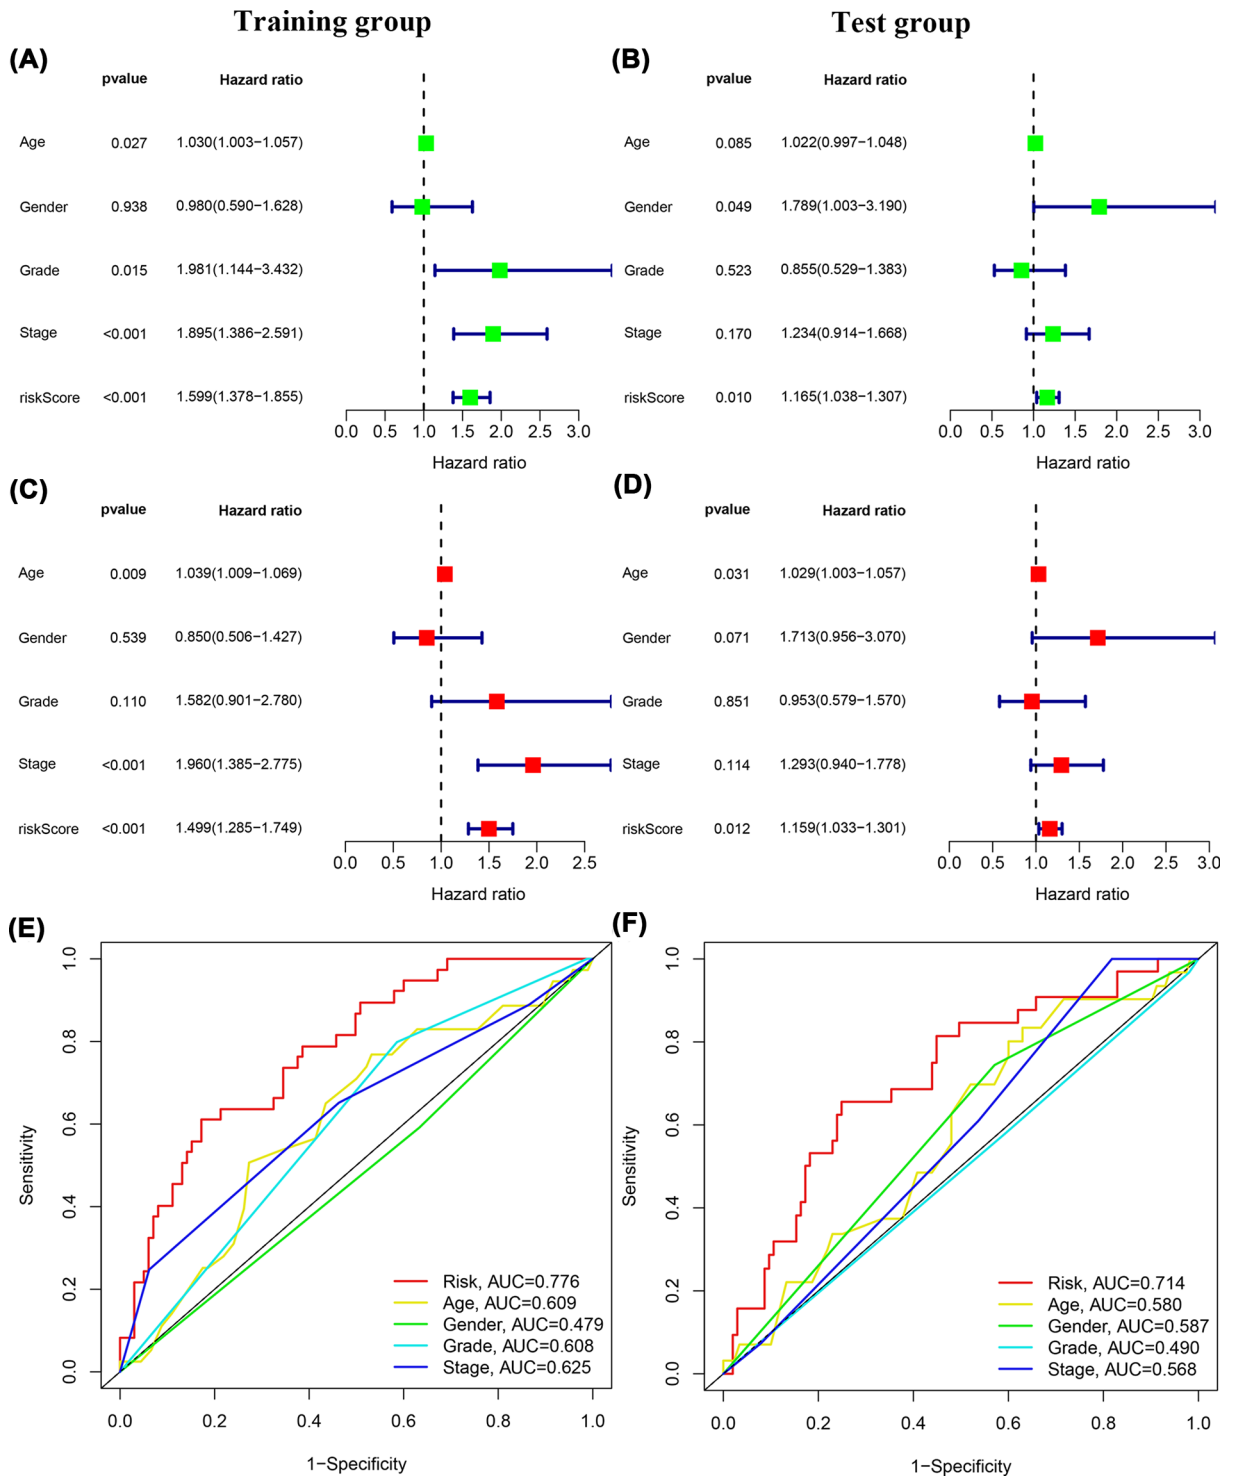 Training group
Test group
(A)
pvalue Hazard ratio
Age 0.027 1.030(1.003−1.057)
Gender 0.938 0.980(0.590−1.628)
Grade 0.015 1.981(1.144−3.432)
Stage <0.001 1.895(1.386−2.591)
riskScore <0.001 1.599(1.378−1.855)
0.0 0.5 1.0 1.5 2.0 2.5 3.0
Hazard ratio
(B)
pvalue Hazard ratio
Age 0.085 1.022(0.997−1.048)
Gender 0.049 1.789(1.003−3.190)
Grade 0.523 0.855(0.529−1.383)
Stage 0.170 1.234(0.914−1.668)
riskScore 0.010 1.165(1.038−1.307)
0.0 0.5 1.0 1.5 2.0 2.5 3.0
Hazard ratio
(C)
pvalue Hazard ratio
Age 0.009 1.039(1.009−1.069)
Gender 0.539 0.850(0.506−1.427)
Grade 0.110 1.582(0.901−2.780)
Stage <0.001 1.960(1.385−2.775)
riskScore <0.001 1.499(1.285−1.749)
0.0 0.5 1.0 1.5 2.0 2.5
Hazard ratio
(D)
pvalue Hazard ratio
Age 0.031 1.029(1.003−1.057)
Gender 0.071 1.713(0.956−3.070)
Grade 0.851 0.953(0.579−1.570)
Stage 0.114 1.293(0.940−1.778)
riskScore 0.012 1.159(1.033−1.301)
0.0 0.5 1.0 1.5 2.0 2.5 3.0
Hazard ratio
(E)
Sensitivity
1.0
0.8
0.6
0.4
0.2
0.0
Risk, AUC=0.776
Age, AUC=0.609
Gender, AUC=0.479
Grade, AUC=0.608
Stage, AUC=0.625
0.0 0.2 0.4 0.6 0.8 1.0
1−Specificity
(F)
Sensitivity
1.0
0.8
0.6
0.4
0.2
0.0
Risk, AUC=0.714
Age, AUC=0.580
Gender, AUC=0.587
Grade, AUC=0.490
Stage, AUC=0.568
0.0 0.2 0.4 0.6 0.8 1.0
1−Specificity